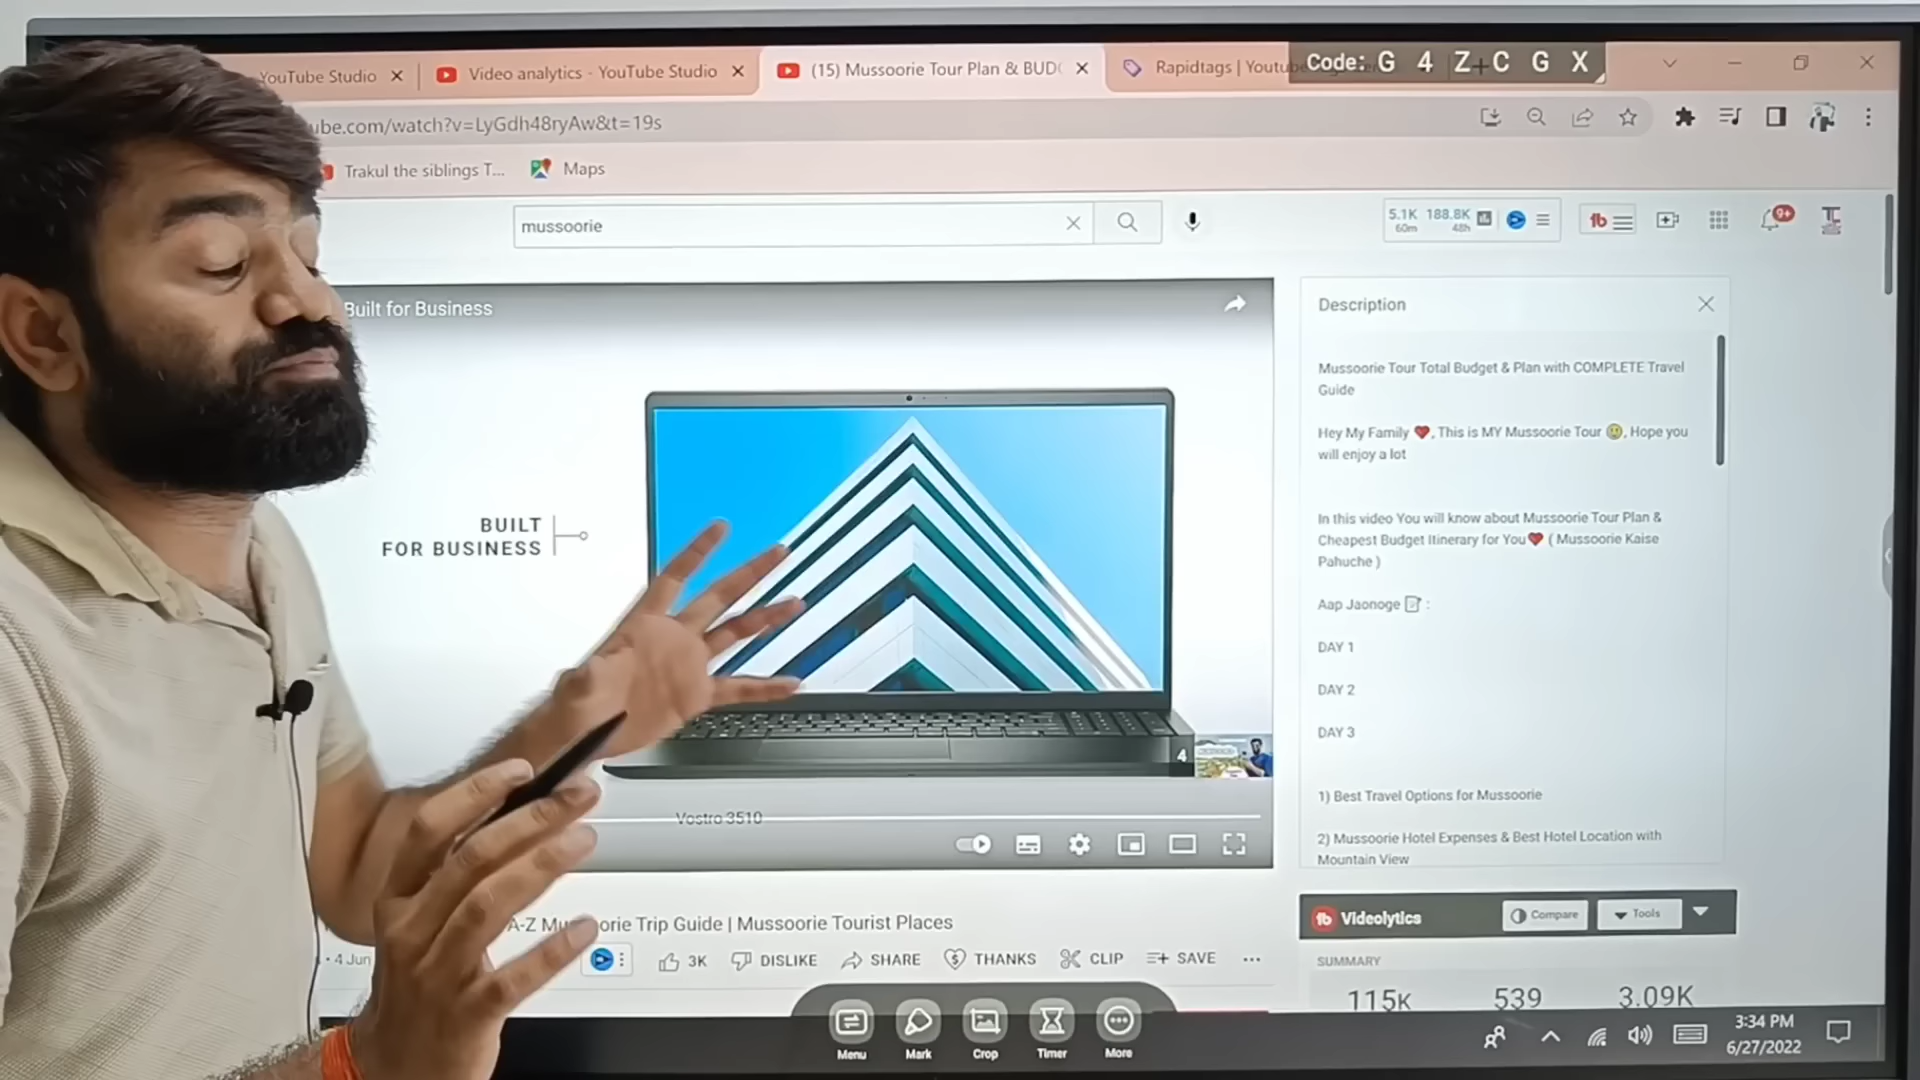 YouTube Studio
Video analytics - YouTube Studio
(15) Mussoorie Tour Plan & BUD
Rapidtags | Youtu
Code: G 4 Z C G X
ube.com/watch?v=LyGdh48ryAw&t=19s
Trakul the siblings T...
Maps
mussoorie
5.1K 188.8K
60m 48h
9+
Built for Business
BUILT
FOR BUSINESS
Vostro 3510
4
Description
Mussoorie Tour Total Budget & Plan with COMPLETE Travel
Guide
Hey My Family ❤, This is MY Mussoorie Tour 🙂, Hope you
will enjoy a lot
In this video You will know about Mussoorie Tour Plan &
Cheapest Budget Itinerary for You❤ ( Mussoorie Kaise
Pahuche )
Aap Jaonoge 📝 :
DAY 1
DAY 2
DAY 3
1) Best Travel Options for Mussoorie
2) Mussoorie Hotel Expenses & Best Hotel Location with
Mountain View
A-Z Mu orie Trip Guide | Mussoorie Tourist Places
• 4 Jun
3K DISLIKE SHARE THANKS CLIP SAVE ...
Videolytics Compare Tools
SUMMARY
115K 539 3.09K
Menu Mark Crop Timer More
3:34 PM
6/27/2022